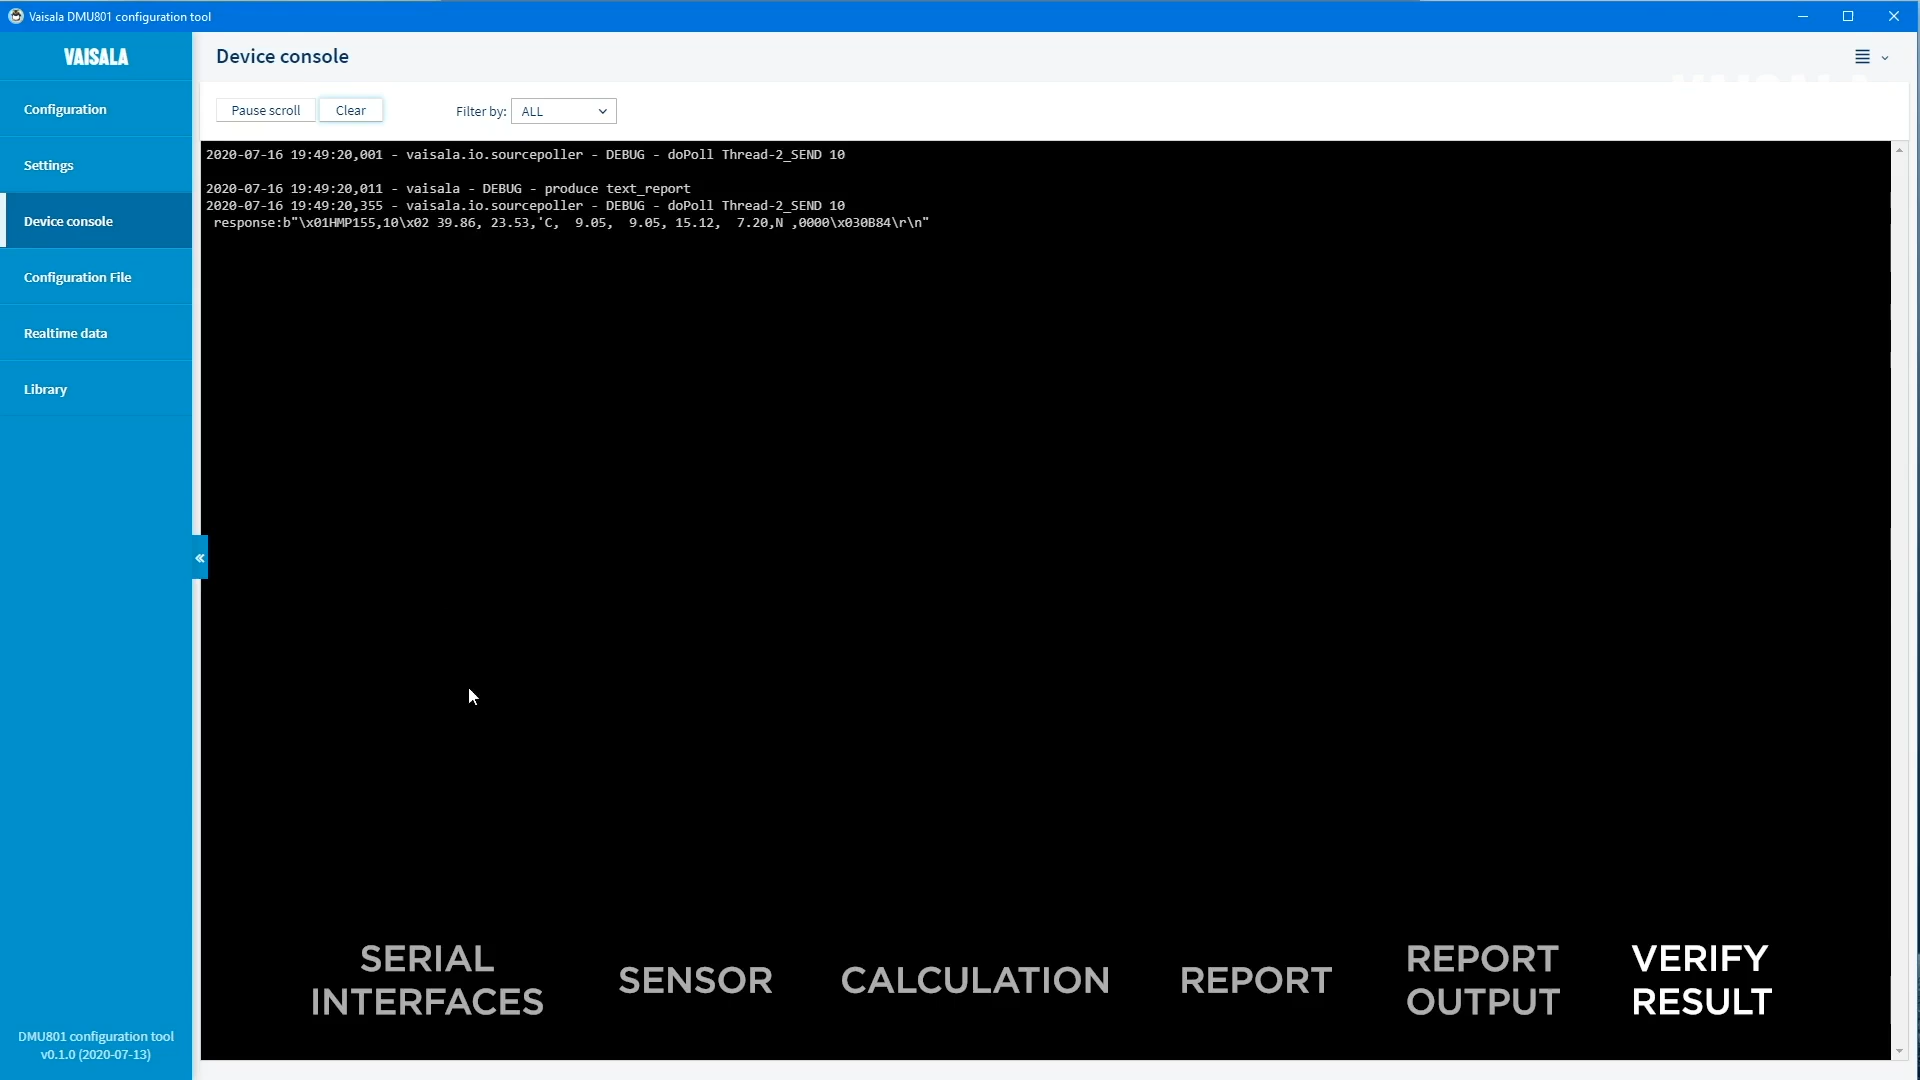 Vaisala DMU801 configuration tool
VAISALA
Device console
Configuration
Settings
Device console
Configuration File
Realtime data
Library
Pause scroll
Clear
Filter by: ALL
2020-07-16 19:49:20,001 - vaisala.io.sourcepoller - DEBUG - doPoll Thread-2_SEND 10
2020-07-16 19:49:20,011 - vaisala - DEBUG - produce text_report
2020-07-16 19:49:20,355 - vaisala.io.sourcepoller - DEBUG - doPoll Thread-2_SEND 10
response:b"\x01HMP155,10\x02 39.86, 23.53,'C,  9.05,  9.05, 15.12,  7.20,N ,0000\x030B84\r\n"
SERIAL
INTERFACES
SENSOR
CALCULATION
REPORT
REPORT
OUTPUT
VERIFY
RESULT
DMU801 configuration tool
v0.1.0 (2020-07-13)